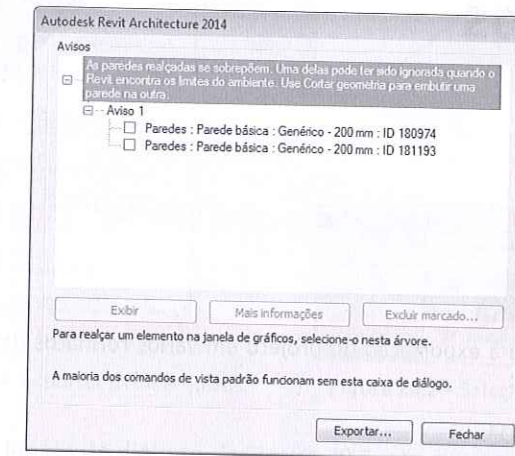 Autodesk Revit Architecture 2014
Avisos
As paredes realçadas se sobrepõem. Uma delas pode ter sido ignorada quando o
Revit encontra os limites do ambiente. Use Cortar geometria para embutir uma
parede na outra.
Aviso 1
Paredes : Parede básica : Genérico - 200 mm : ID 180974
Paredes : Parede básica : Genérico - 200 mm : ID 181193
Exibir Mais informações Excluir marcado...
Para realçar um elemento na janela de gráficos, selecione-o nesta árvore.
A maioria dos comandos de vista padrão funcionam sem esta caixa de diálogo.
Exportar... Fechar